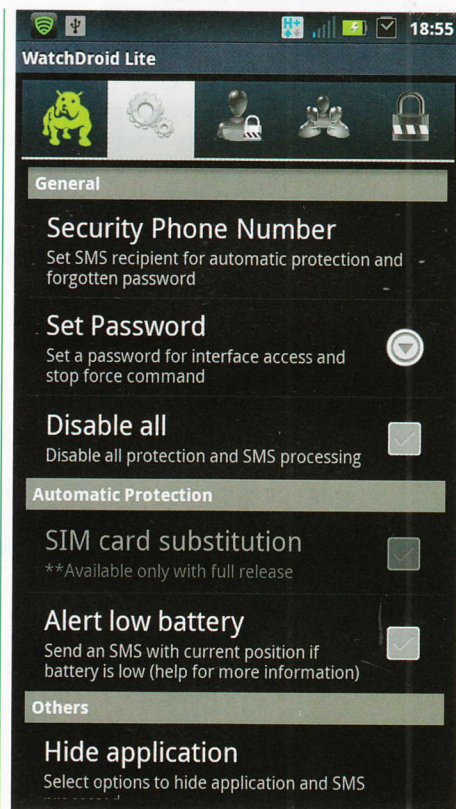 18:55
WatchDroid Lite
General
Security Phone Number
Set SMS recipient for automatic protection and
forgotten password
Set Password
Set a password for interface access and
stop force command
Disable all
Disable all protection and SMS processing
Automatic Protection
SIM card substitution
**Available only with full release
Alert low battery
Send an SMS with current position if
battery is low (help for more information)
Others
Hide application
Select options to hide application and SMS